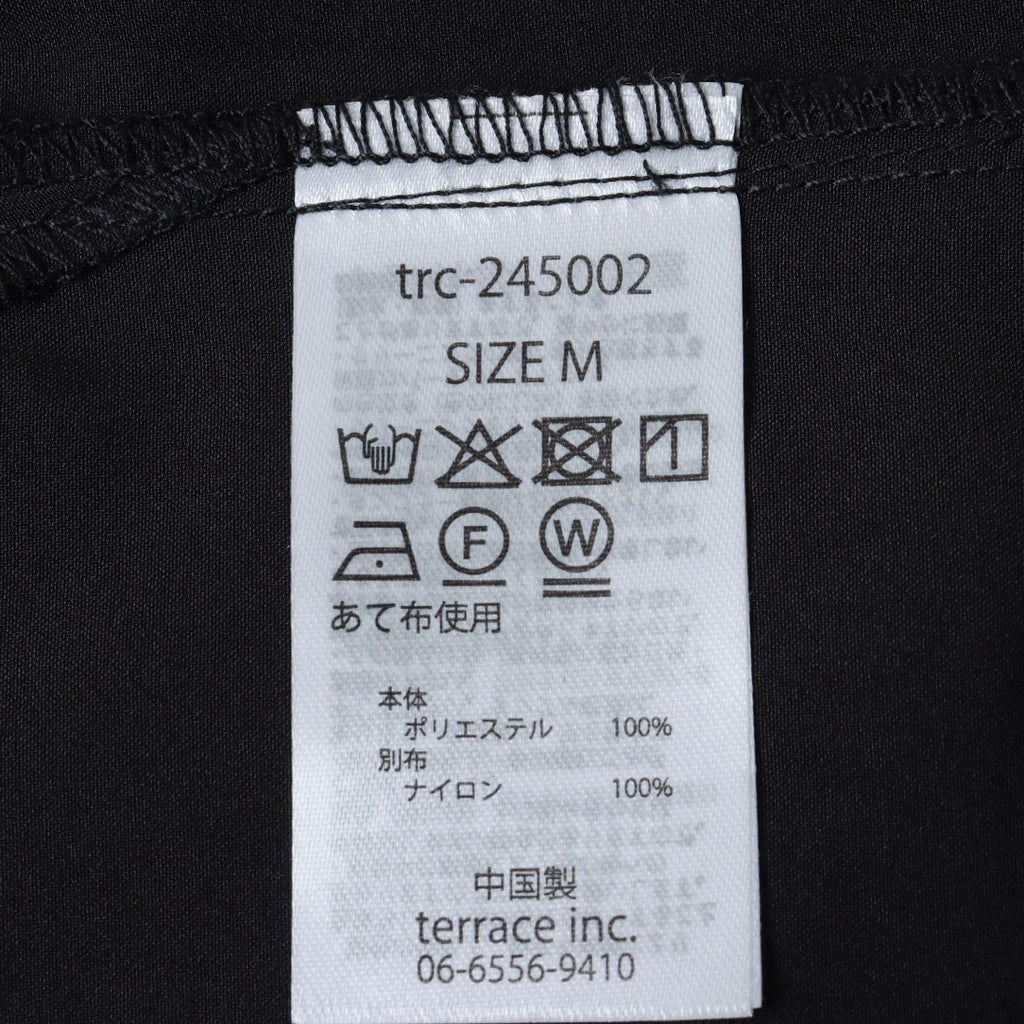 trc-245002
SIZE M
F W
あて布使用
本体
ポリエステル 100%
別布
ナイロン 100%
中国製
terrace inc.
06-6556-9410